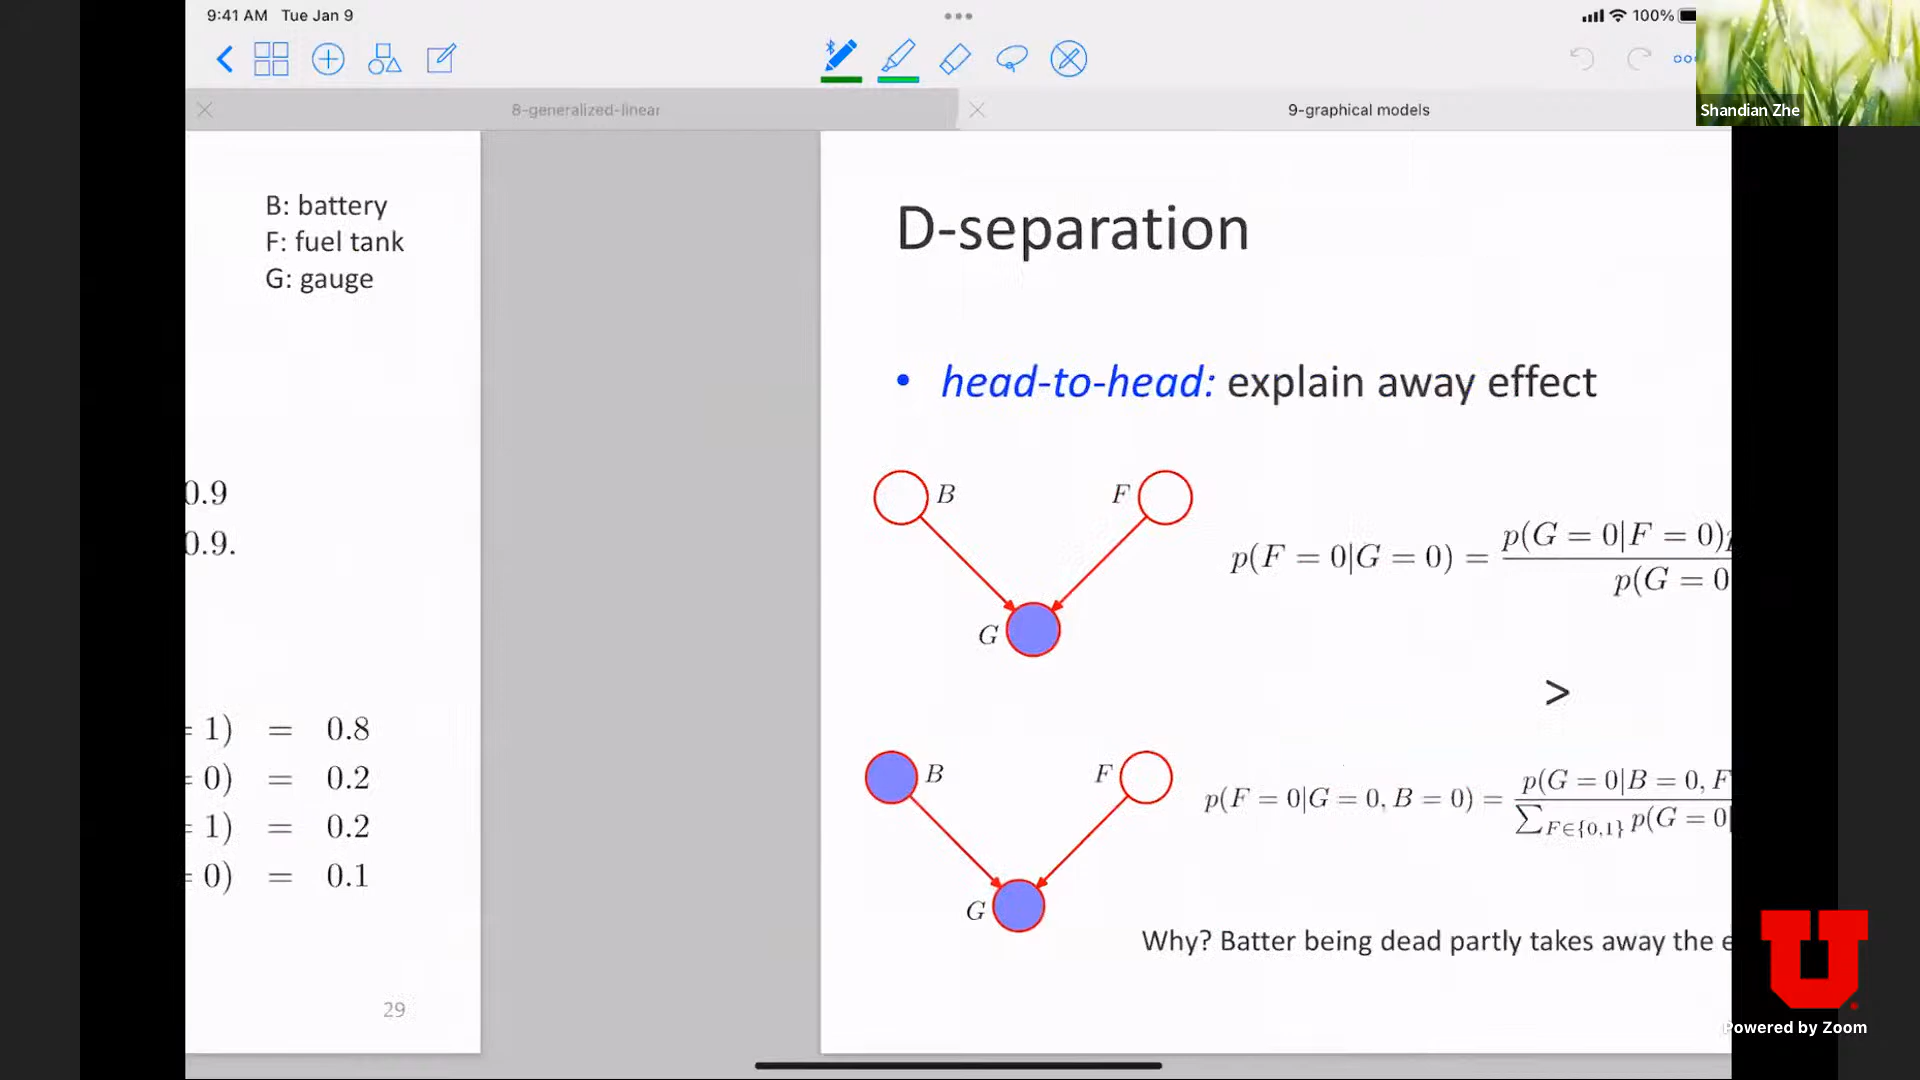 9:41 AM Tue Jan 9
100%
8-generalized-linear
9-graphical models
Shandian Zhe
B: battery
F: fuel tank
G: gauge
0.9
0.9.
= 1) = 0.8
= 0) = 0.2
= 1) = 0.2
= 0) = 0.1
29
D-separation
• head-to-head: explain away effect
B
F
G
p(F = 0|G = 0) = p(G = 0|F = 0)
p(G = 0
>
B
F
G
p(F = 0|G = 0, B = 0) = p(G = 0|B = 0, F
∑F∈{0,1} p(G = 0|
Why? Batter being dead partly takes away the e
U
Powered by Zoom